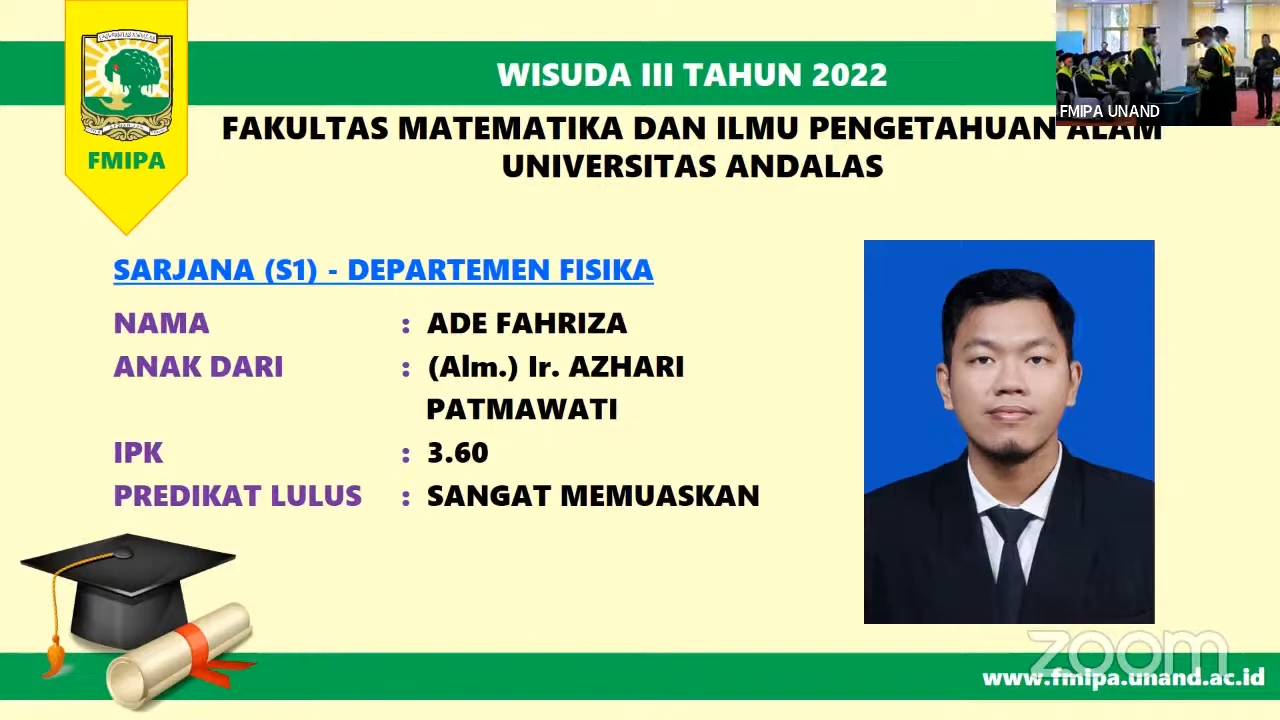 WISUDA III TAHUN 2022
FMIPA UNAND
FAKULTAS MATEMATIKA DAN ILMU PENGETAHUAN ALAM
UNIVERSITAS ANDALAS
UNIVERSITAS ANDALAS
FMIPA
SARJANA (S1) - DEPARTEMEN FISIKA
NAMA : ADE FAHRIZA
ANAK DARI : (Alm.) Ir. AZHARI
PATMAWATI
IPK : 3.60
PREDIKAT LULUS : SANGAT MEMUASKAN
zoom
www.fmipa.unand.ac.id